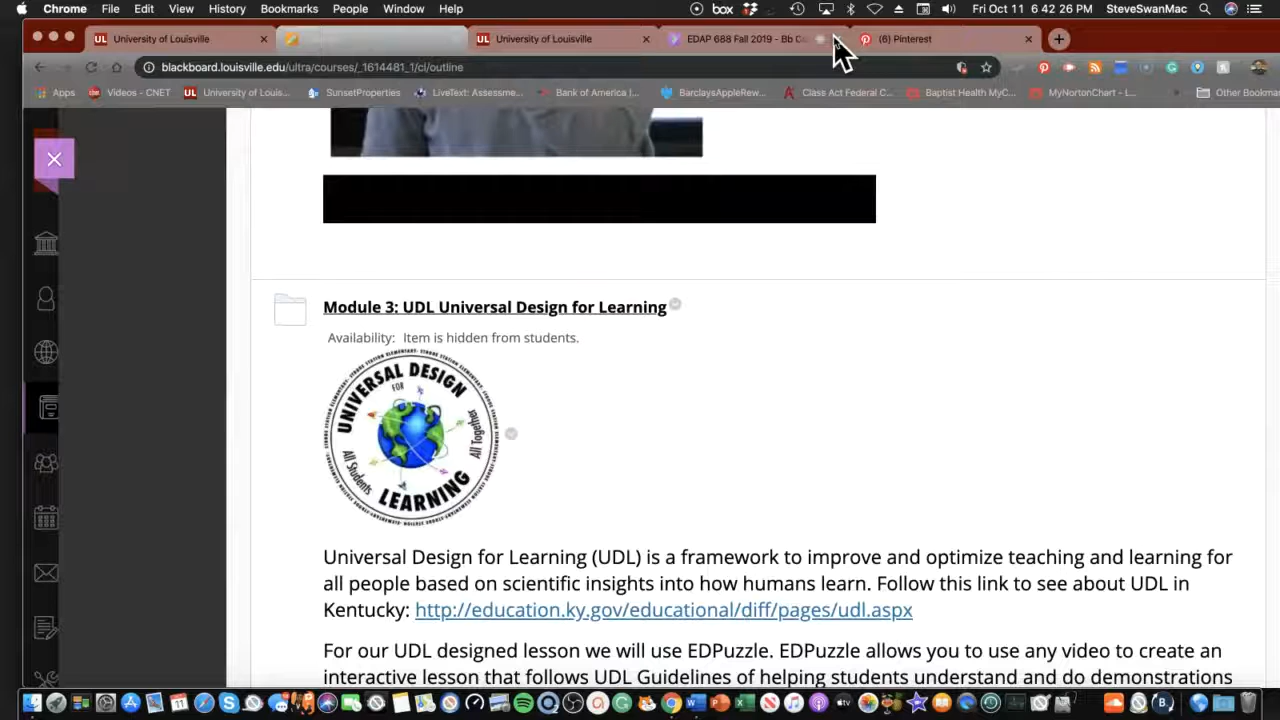 Chrome File Edit View History Bookmarks People Window Help box Fri Oct 11 6:42:26 PM SteveSwanMac
University of Louisville University of Louisville EDAP 688 Fall 2019 - Bb Co (6) Pinterest
blackboard.louisville.edu/ultra/courses/_1614481_1/cl/outline
Apps Videos - CNET University of Louis... SunsetProperties LiveText: Assessme... Bank of America |... BarclaysAppleRew... Class Act Federal C... Baptist Health MyC... MyNortonChart - L... Other Bookmar
Module 3: UDL Universal Design for Learning
Availability: Item is hidden from students.
UNIVERSAL DESIGN
FOR
All Students
All Together
LEARNING
Universal Design for Learning (UDL) is a framework to improve and optimize teaching and learning for
all people based on scientific insights into how humans learn. Follow this link to see about UDL in
Kentucky: http://education.ky.gov/educational/diff/pages/udl.aspx
For our UDL designed lesson we will use EDPuzzle. EDPuzzle allows you to use any video to create an
interactive lesson that follows UDL Guidelines of helping students understand and do demonstrations